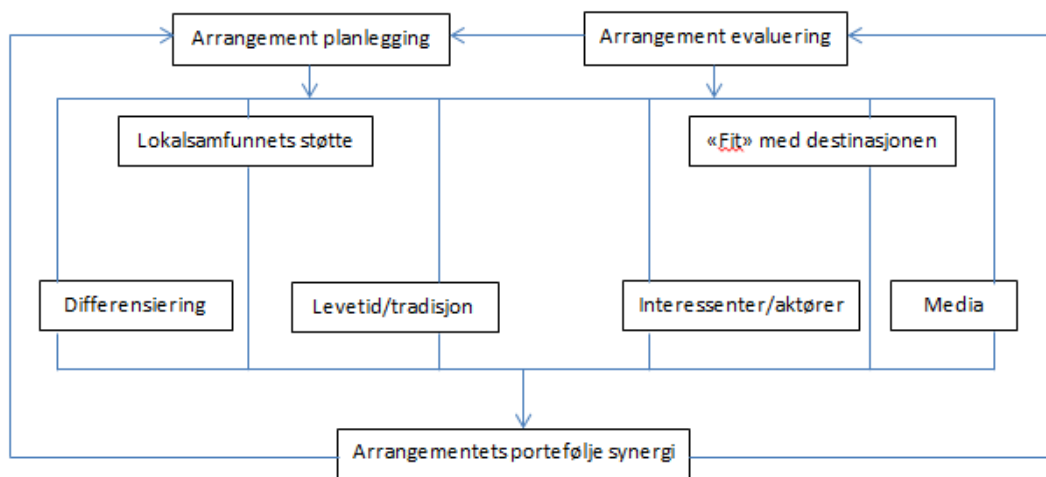 Arrangement planlegging
Arrangement evaluering
Lokalsamfunnets støtte
«Fit» med destinasjonen
Differensiering
Levetid/tradisjon
Interessenter/aktører
Media
Arrangementets portefølje synergi